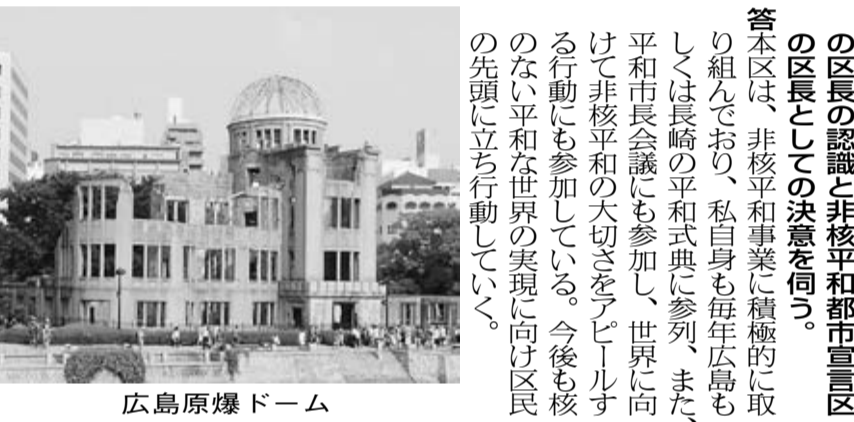 の区長の認識と非核平和都市宣言区
の区長としての決意を伺う。
答本区は、非核平和事業に積極的に取
り組んでおり、私自身も毎年広島も
しくは長崎の平和式典に参列、また、
平和市長会議にも参加し、世界に向
けて非核平和の大切さをアピールす
る行動にも参加している。今後も核
のない平和な世界の実現に向け区民
の先頭に立ち行動していく。
広島原爆ドーム